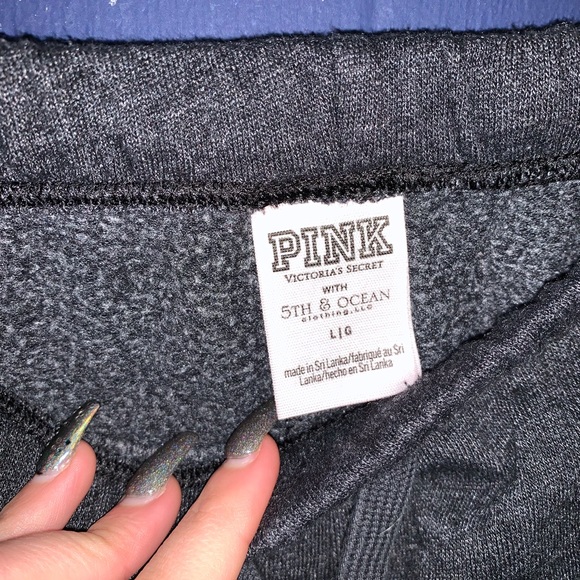 PINK
VICTORIA'S SECRET
WITH
5TH & OCEAN
clothing, LLC
L|G
made in Sri Lanka/fabriqué au Sri
Lanka/hecho en Sri Lanka